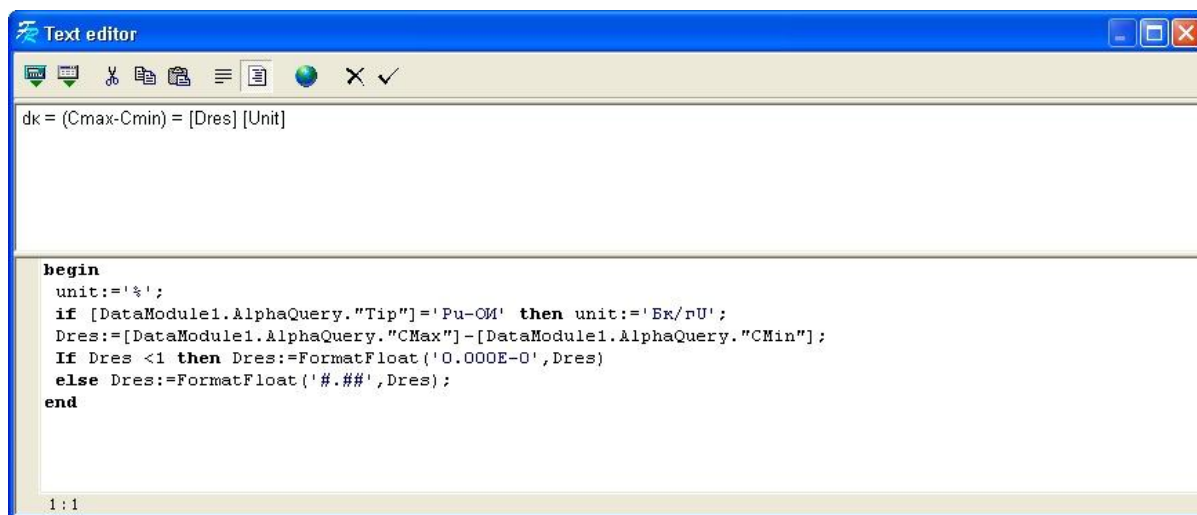 Text editor
dк = (Cmax-Cmin) = [Dres] [Unit]
begin
unit:='%';
if [DataModule1.AlphaQuery."Tip"]='Pu-ОИ' then unit:='Бк/гU';
Dres:=[DataModule1.AlphaQuery."CMax"]-[DataModule1.AlphaQuery."CMin"];
If Dres <1 then Dres:=FormatFloat('0.000E-0',Dres)
else Dres:=FormatFloat('#.##',Dres);
end
1:1